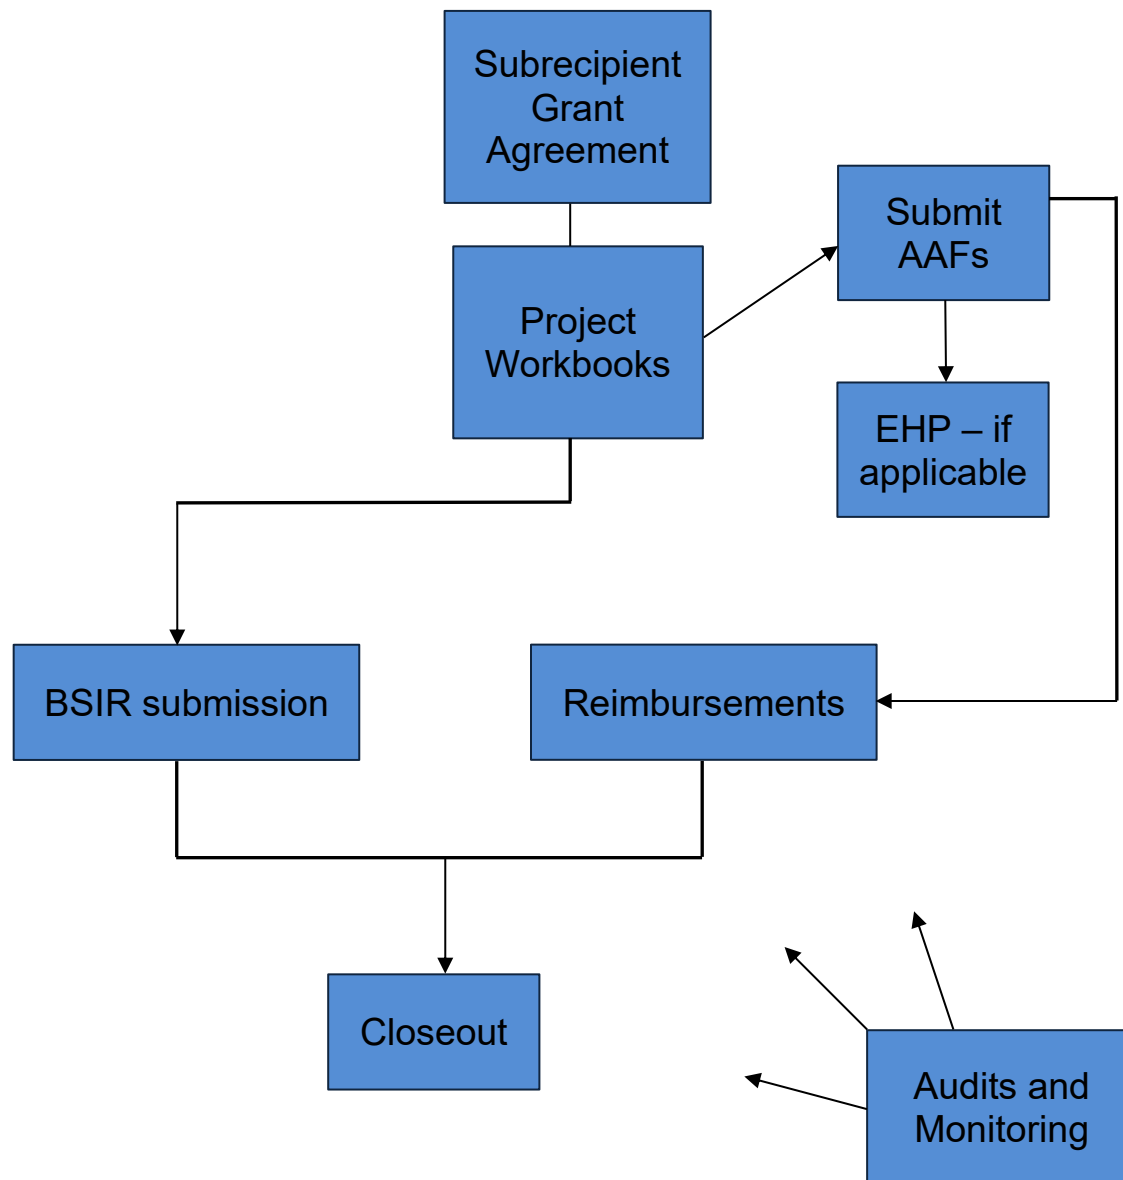 Subrecipient
Grant
Agreement
Submit
AAFs
Project
Workbooks
EHP – if
applicable
BSIR submission
Reimbursements
Closeout
Audits and
Monitoring